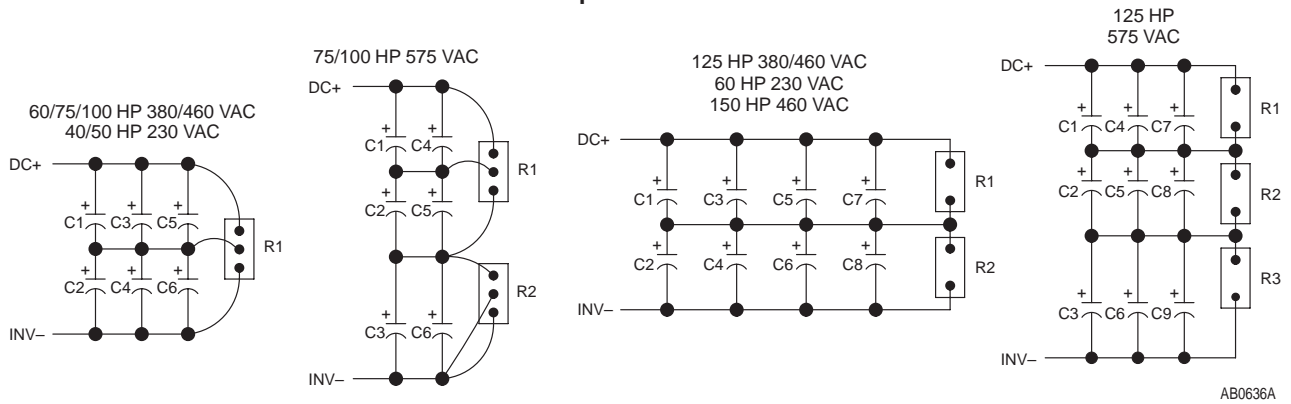 60/75/100 HP 380/460 VAC
40/50 HP 230 VAC
DC+
+ + +
C1 C3 C5
R1
+ + +
C2 C4 C6
INV–
75/100 HP 575 VAC
DC+
+ +
C1 C4
R1
+ +
C2 C5
R2
+ +
C3 C6
INV–
125 HP 380/460 VAC
60 HP 230 VAC
150 HP 460 VAC
DC+
+ + + +
C1 C3 C5 C7
R1
+ + + +
C2 C4 C6 C8
R2
INV–
125 HP
575 VAC
DC+
R1
+ + +
C1 C4 C7
+ + +
C2 C5 C8
R2
R3
+ + +
C3 C6 C9
INV–
AB0636A